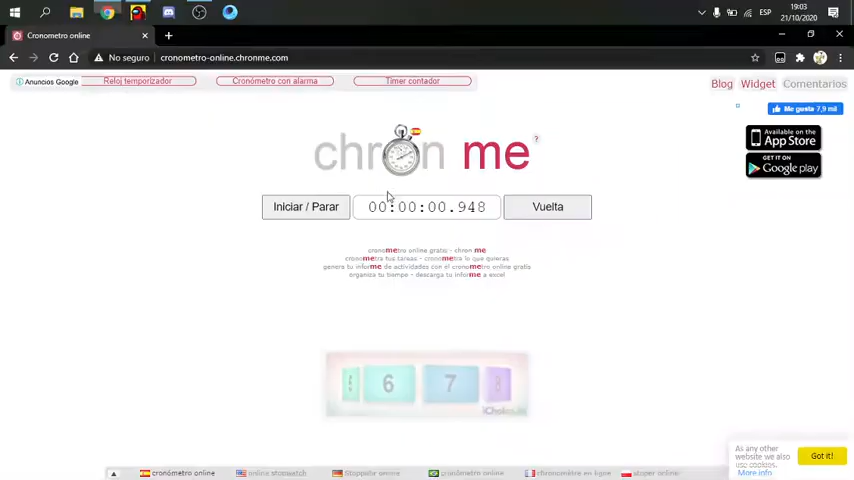 19:03
ESP
21/10/2020
Cronometro online
No seguro
cronometro-online.chronme.com
Anuncios Google
Reloj temporizador
Cronómetro con alarma
Timer contador
Blog Widget Comentarios
Me gusta 7,9 mil
chron me ?
Available on the
App Store
GET IT ON
Google play
Iniciar / Parar
00:00:00.948
Vuelta
cronometro online gratis - chron me
cronometra tus tareas - cronometra lo que quieras
genera tu informe de actividades con el cronometro online gratis
organiza tu tiempo - descarga tu informe a excel
6 7 8
As any other
website we also
use cookies.
More info
Got it!
cronómetro online
online stopwatch
Stoppuhr online
cronômetro online
chronomètre en ligne
stoper online